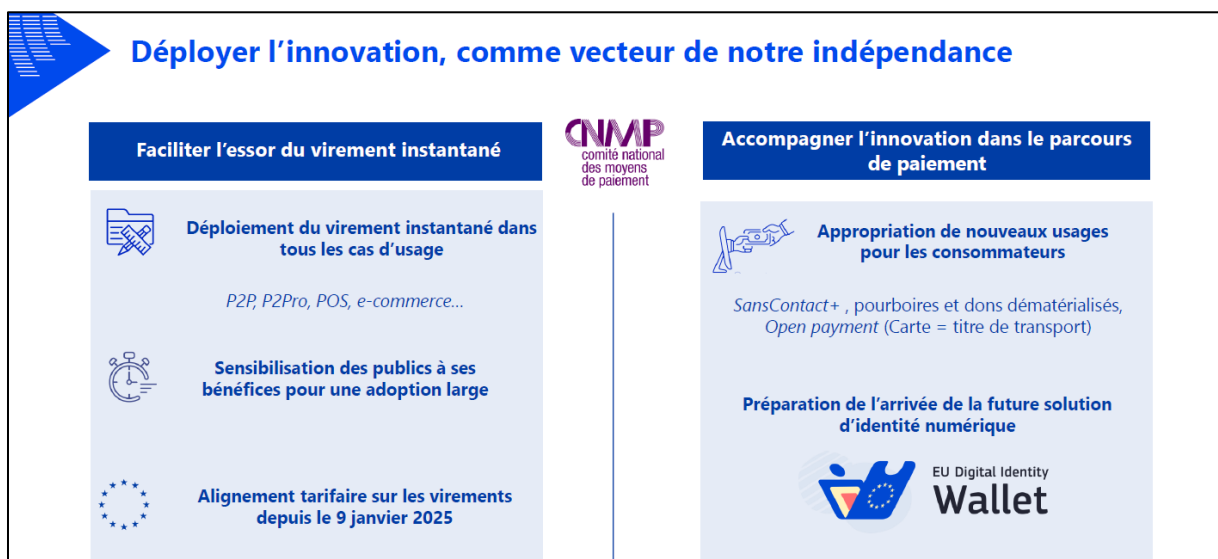 Déployer l’innovation, comme vecteur de notre indépendance
Faciliter l’essor du virement instantané
Déploiement du virement instantané dans
tous les cas d’usage
P2P, P2Pro, POS, e-commerce...
Sensibilisation des publics à ses
bénéfices pour une adoption large
Alignement tarifaire sur les virements
depuis le 9 janvier 2025
CNMP
comité national
des moyens
de paiement
Accompagner l’innovation dans le parcours
de paiement
Appropriation de nouveaux usages
pour les consommateurs
SansContact+ , pourboires et dons dématérialisés,
Open payment (Carte = titre de transport)
Préparation de l’arrivée de la future solution
d’identité numérique
EU Digital Identity
Wallet